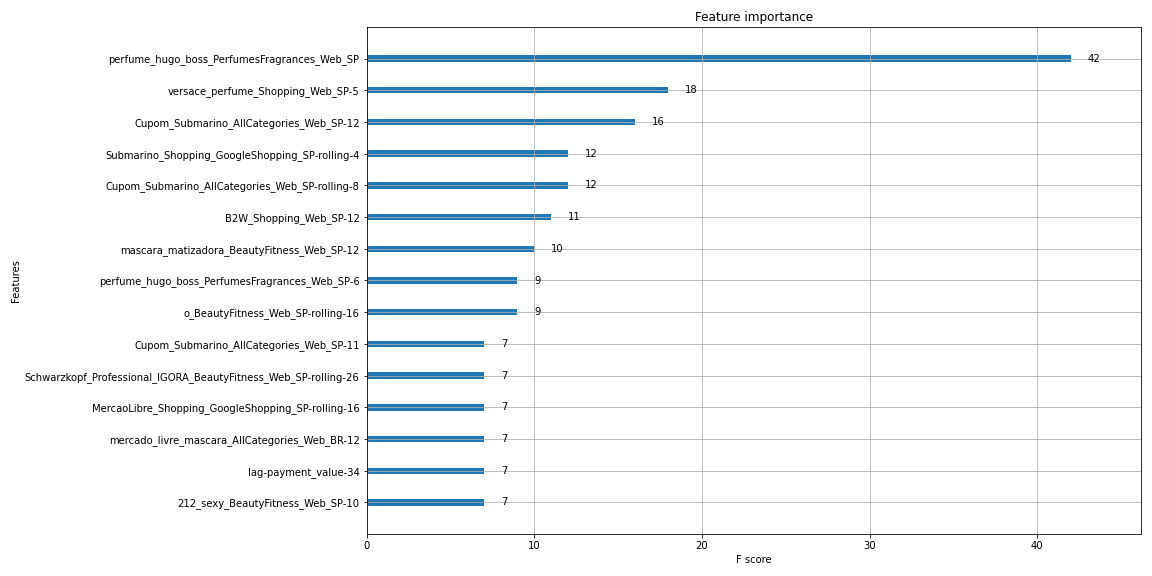 Feature importance
perfume_hugo_boss_PerfumesFragrances_Web_SP 42
versace_perfume_Shopping_Web_SP-5 18
Cupom_Submarino_AllCategories_Web_SP-12 16
Submarino_Shopping_GoogleShopping_SP-rolling-4 12
Cupom_Submarino_AllCategories_Web_SP-rolling-8 12
B2W_Shopping_Web_SP-12 11
mascara_matizadora_BeautyFitness_Web_SP-12 10
perfume_hugo_boss_PerfumesFragrances_Web_SP-6 9
o_BeautyFitness_Web_SP-rolling-16 9
Cupom_Submarino_AllCategories_Web_SP-11 7
Schwarzkopf_Professional_IGORA_BeautyFitness_Web_SP-rolling-26 7
MercaoLibre_Shopping_GoogleShopping_SP-rolling-16 7
mercado_livre_mascara_AllCategories_Web_BR-12 7
lag-payment_value-34 7
212_sexy_BeautyFitness_Web_SP-10 7
Features
0 10 20 30 40
F score